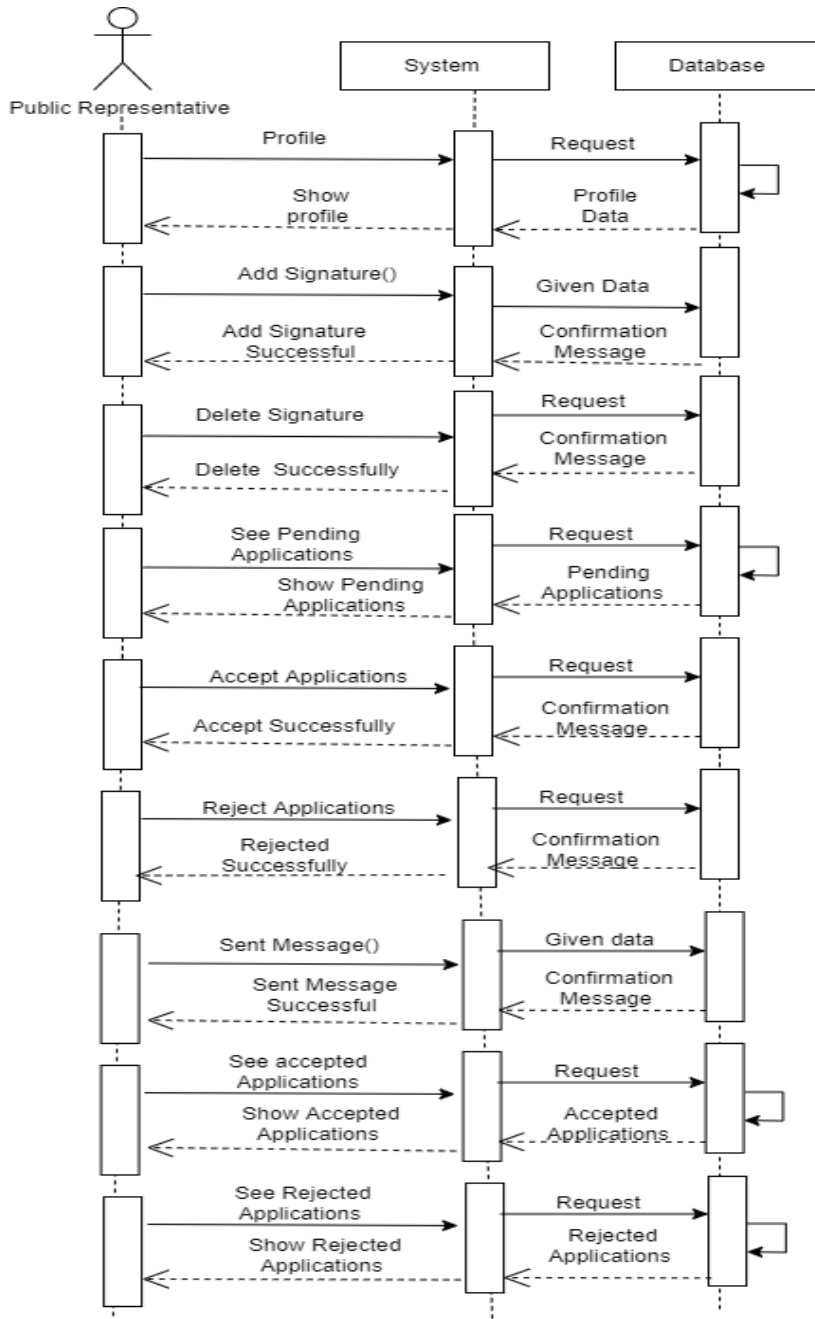 System
Database
Public Representative
Profile
Request
Show
profile
Profile
Data
Add Signature()
Given Data
Add Signature
Successful
Confirmation
Message
Delete Signature
Request
Delete  Successfully
Confirmation
Message
See Pending
Applications
Request
Show Pending
Applications
Pending
Applications
Accept Applications
Request
Accept Successfully
Confirmation
Message
Reject Applications
Request
Rejected
Successfully
Confirmation
Message
Sent Message()
Given data
Sent Message
Successful
Confirmation
Message
See accepted
Applications
Request
Show Accepted
Applications
Accepted
Applications
See Rejected
Applications
Request
Show Rejected
Applications
Rejected
Applications